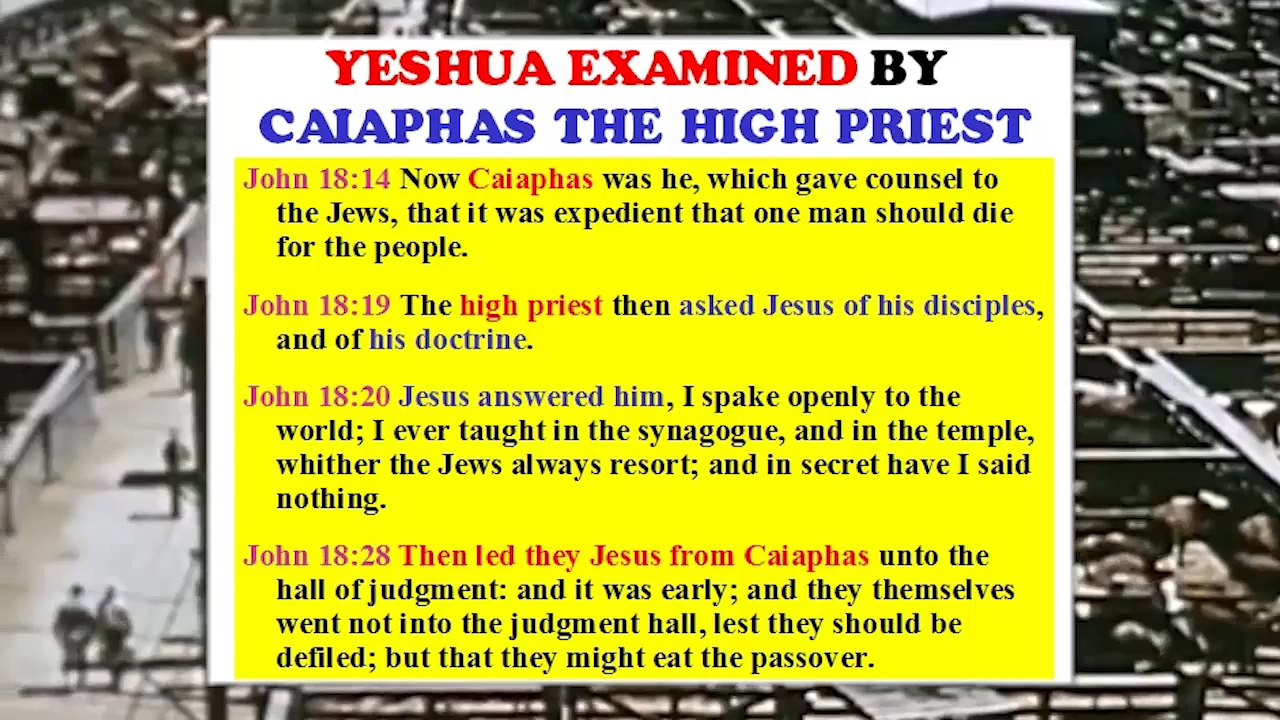 YESHUA EXAMINED BY
CAIAPHAS THE HIGH PRIEST
John 18:14 Now Caiaphas was he, which gave counsel to
the Jews, that it was expedient that one man should die
for the people.
John 18:19 The high priest then asked Jesus of his disciples,
and of his doctrine.
John 18:20 Jesus answered him, I spake openly to the
world; I ever taught in the synagogue, and in the temple,
whither the Jews always resort; and in secret have I said
nothing.
John 18:28 Then led they Jesus from Caiaphas unto the
hall of judgment: and it was early; and they themselves
went not into the judgment hall, lest they should be
defiled; but that they might eat the passover.